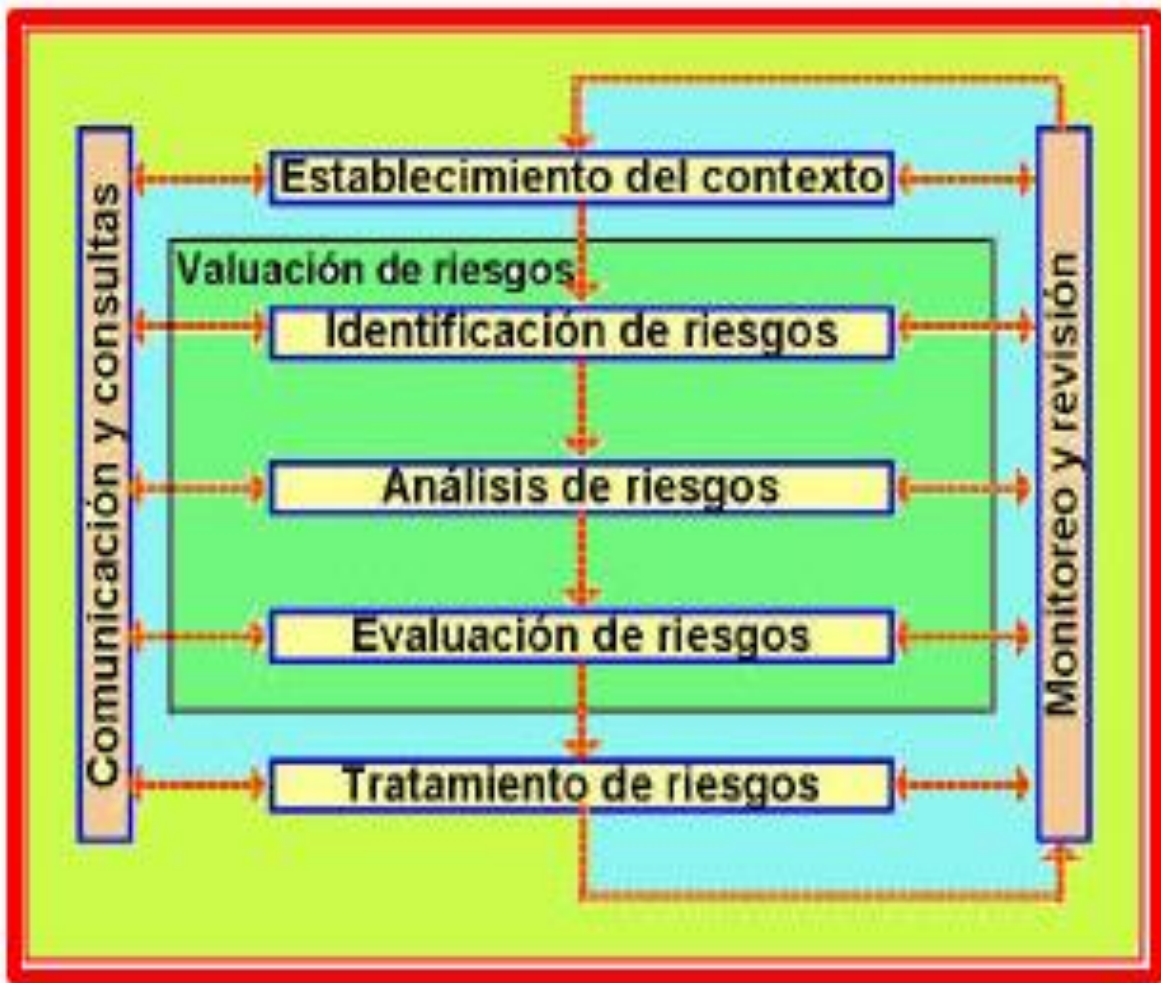 Establecimiento del contexto
Valuación de riesgos
Identificación de riesgos
Análisis de riesgos
Evaluación de riesgos
Tratamiento de riesgos
Comunicación y consultas
Monitoreo y revisión